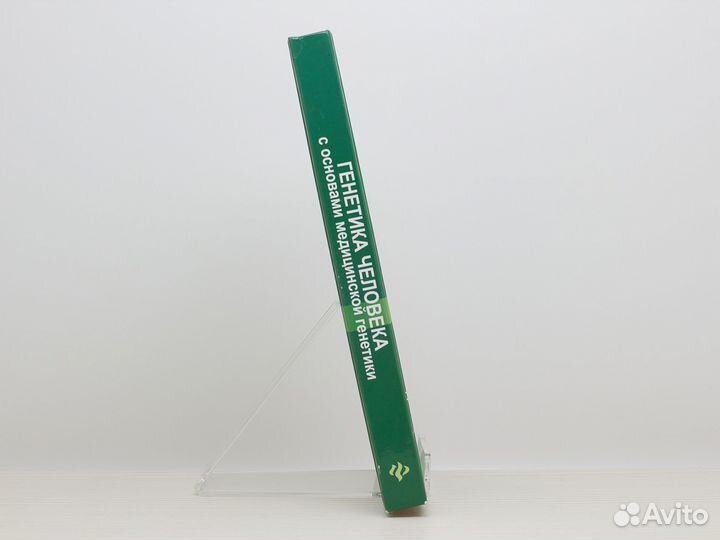 ГЕНЕТИКА ЧЕЛОВЕКА
с основами медицинской генетики
Avito